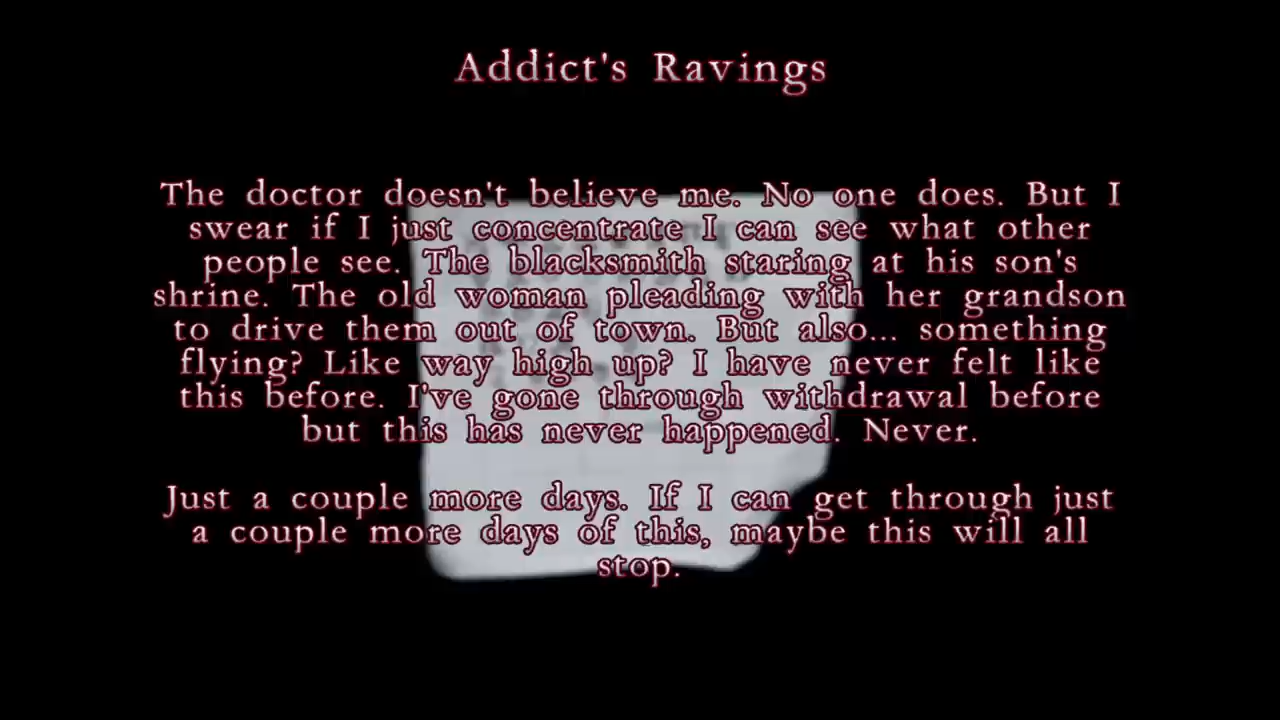 Addict's Ravings
The doctor doesn't believe me. No one does. But I
swear if I just concentrate I can see what other
people see. The blacksmith staring at his son's
shrine. The old woman pleading with her grandson
to drive them out of town. But also... something
flying? Like way high up? I have never felt like
this before. I've gone through withdrawal before
but this has never happened. Never.
Just a couple more days. If I can get through just
a couple more days of this, maybe this will all
stop.